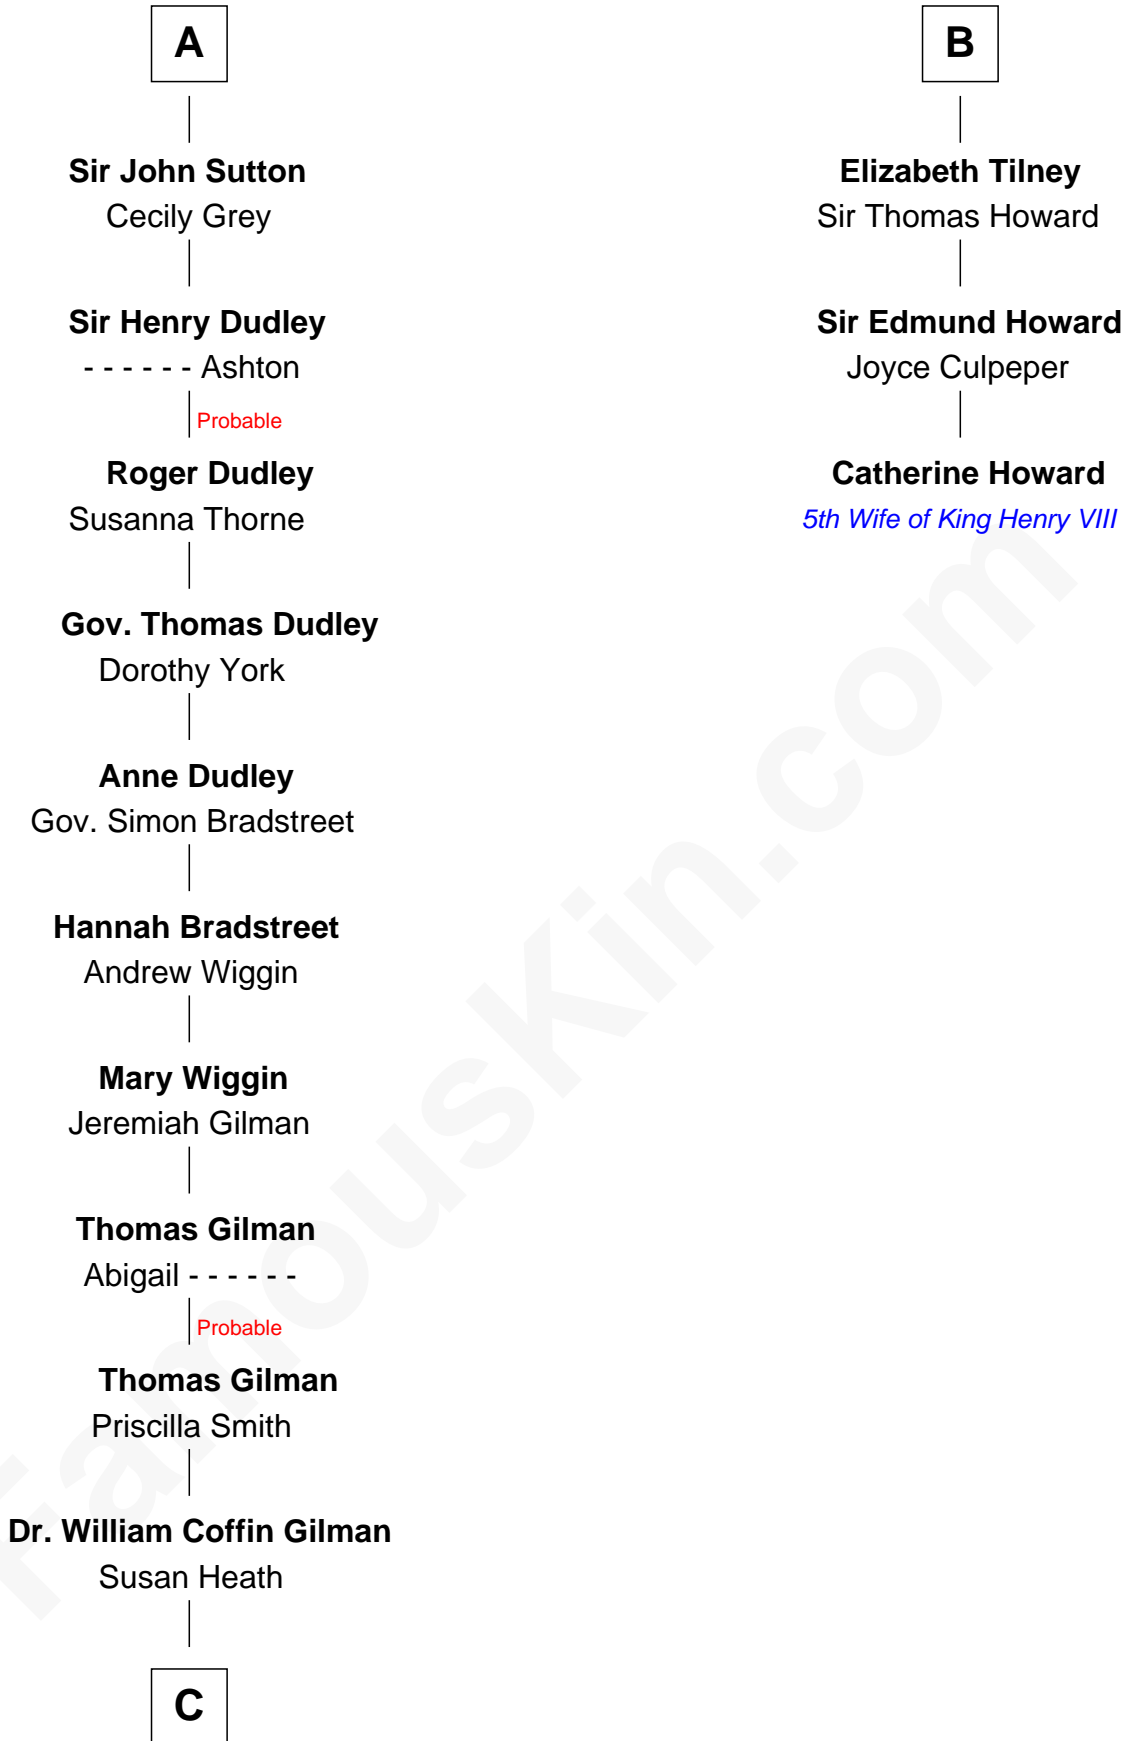 A
B
Sir John Sutton
Cecily Grey
Elizabeth Tilney
Sir Thomas Howard
Sir Henry Dudley
- - - - - - Ashton
Sir Edmund Howard
Joyce Culpeper
Probable
Roger Dudley
Susanna Thorne
Catherine Howard
5th Wife of King Henry VIII
Gov. Thomas Dudley
Dorothy York
Anne Dudley
Gov. Simon Bradstreet
Hannah Bradstreet
Andrew Wiggin
Mary Wiggin
Jeremiah Gilman
Thomas Gilman
Abigail - - - - - -
Probable
Thomas Gilman
Priscilla Smith
Dr. William Coffin Gilman
Susan Heath
C
FamousKin.com